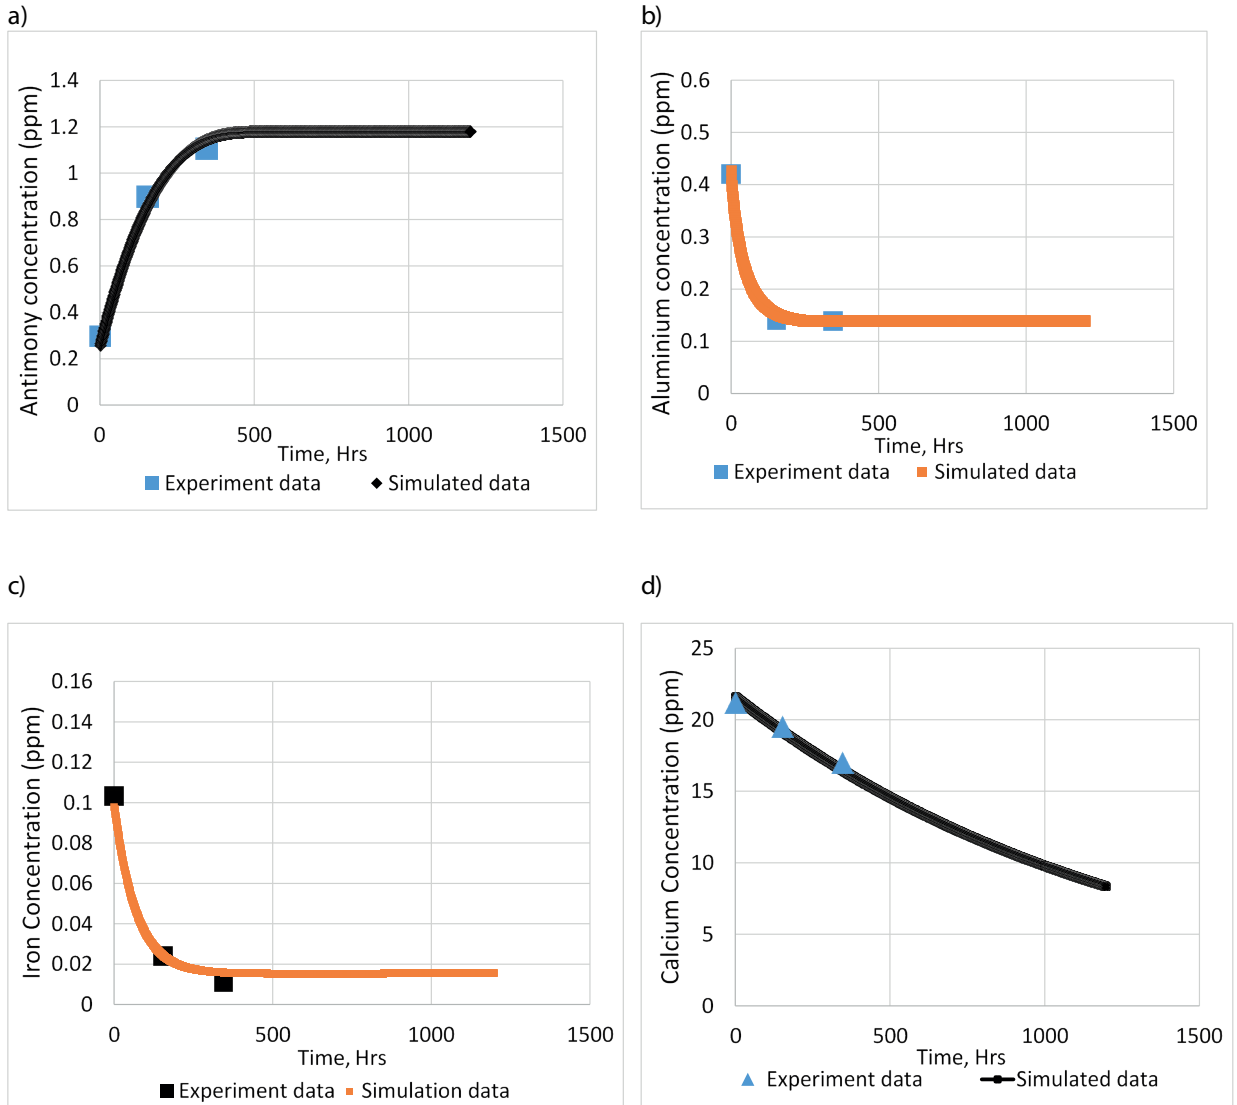 a)
Antimony concentration (ppm)
1.4
1.2
1
0.8
0.6
0.4
0.2
0
0 500 1000 1500
Time, Hrs
Experiment data Simulated data
b)
Aluminium concentration (ppm)
0.6
0.5
0.4
0.3
0.2
0.1
0
0 500 1000 1500
Time, Hrs
Experiment data Simulated data
c)
Iron Concentration (ppm)
0.16
0.14
0.12
0.1
0.08
0.06
0.04
0.02
0
0 500 1000 1500
Time, Hrs
Experiment data Simulation data
d)
Calcium Concentration (ppm)
25
20
15
10
5
0
0 500 1000 1500
Time, Hrs
Experiment data Simulated data